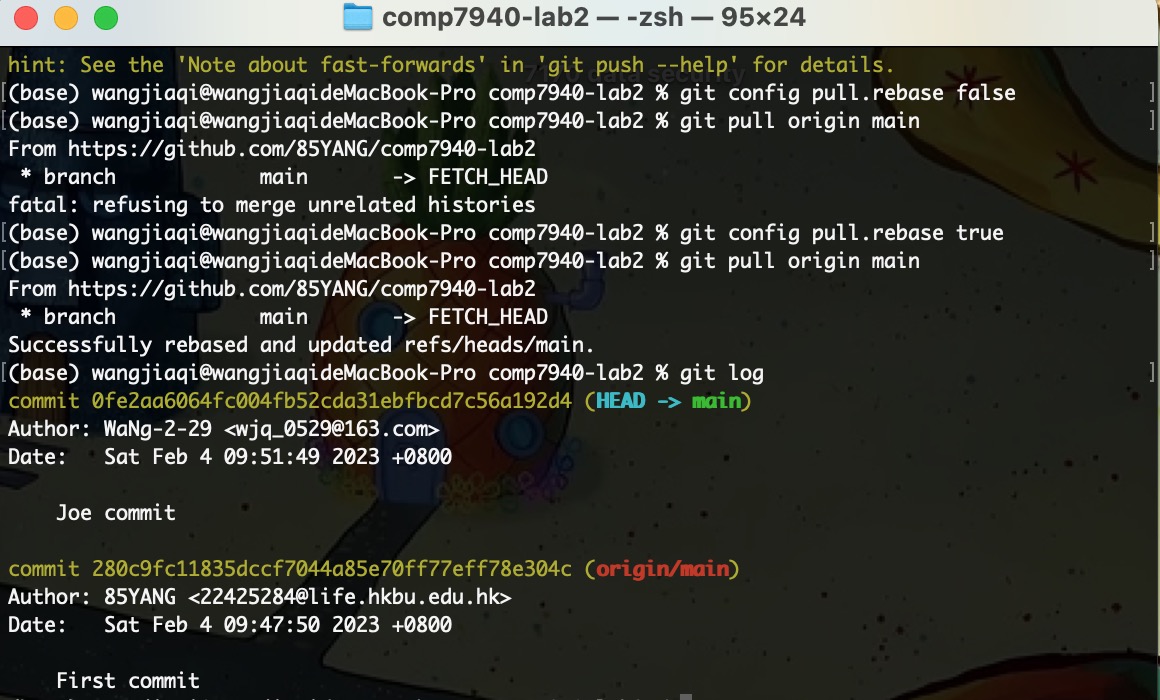 comp7940-lab2 — -zsh — 95×24
hint: See the 'Note about fast-forwards' in 'git push --help' for details.
[(base) wangjiaqi@wangjiaqideMacBook-Pro comp7940-lab2 % git config pull.rebase false ]
[(base) wangjiaqi@wangjiaqideMacBook-Pro comp7940-lab2 % git pull origin main ]
From https://github.com/85YANG/comp7940-lab2
 * branch            main       -> FETCH_HEAD
fatal: refusing to merge unrelated histories
[(base) wangjiaqi@wangjiaqideMacBook-Pro comp7940-lab2 % git config pull.rebase true ]
[(base) wangjiaqi@wangjiaqideMacBook-Pro comp7940-lab2 % git pull origin main ]
From https://github.com/85YANG/comp7940-lab2
 * branch            main       -> FETCH_HEAD
Successfully rebased and updated refs/heads/main.
[(base) wangjiaqi@wangjiaqideMacBook-Pro comp7940-lab2 % git log ]
commit 0fe2aa6064fc004fb52cda31ebfbcd7c56a192d4 (HEAD -> main)
Author: WaNg-2-29 <wjq_0529@163.com>
Date:   Sat Feb 4 09:51:49 2023 +0800

    Joe commit

commit 280c9fc11835dccf7044a85e70ff77eff78e304c (origin/main)
Author: 85YANG <22425284@life.hkbu.edu.hk>
Date:   Sat Feb 4 09:47:50 2023 +0800

    First commit